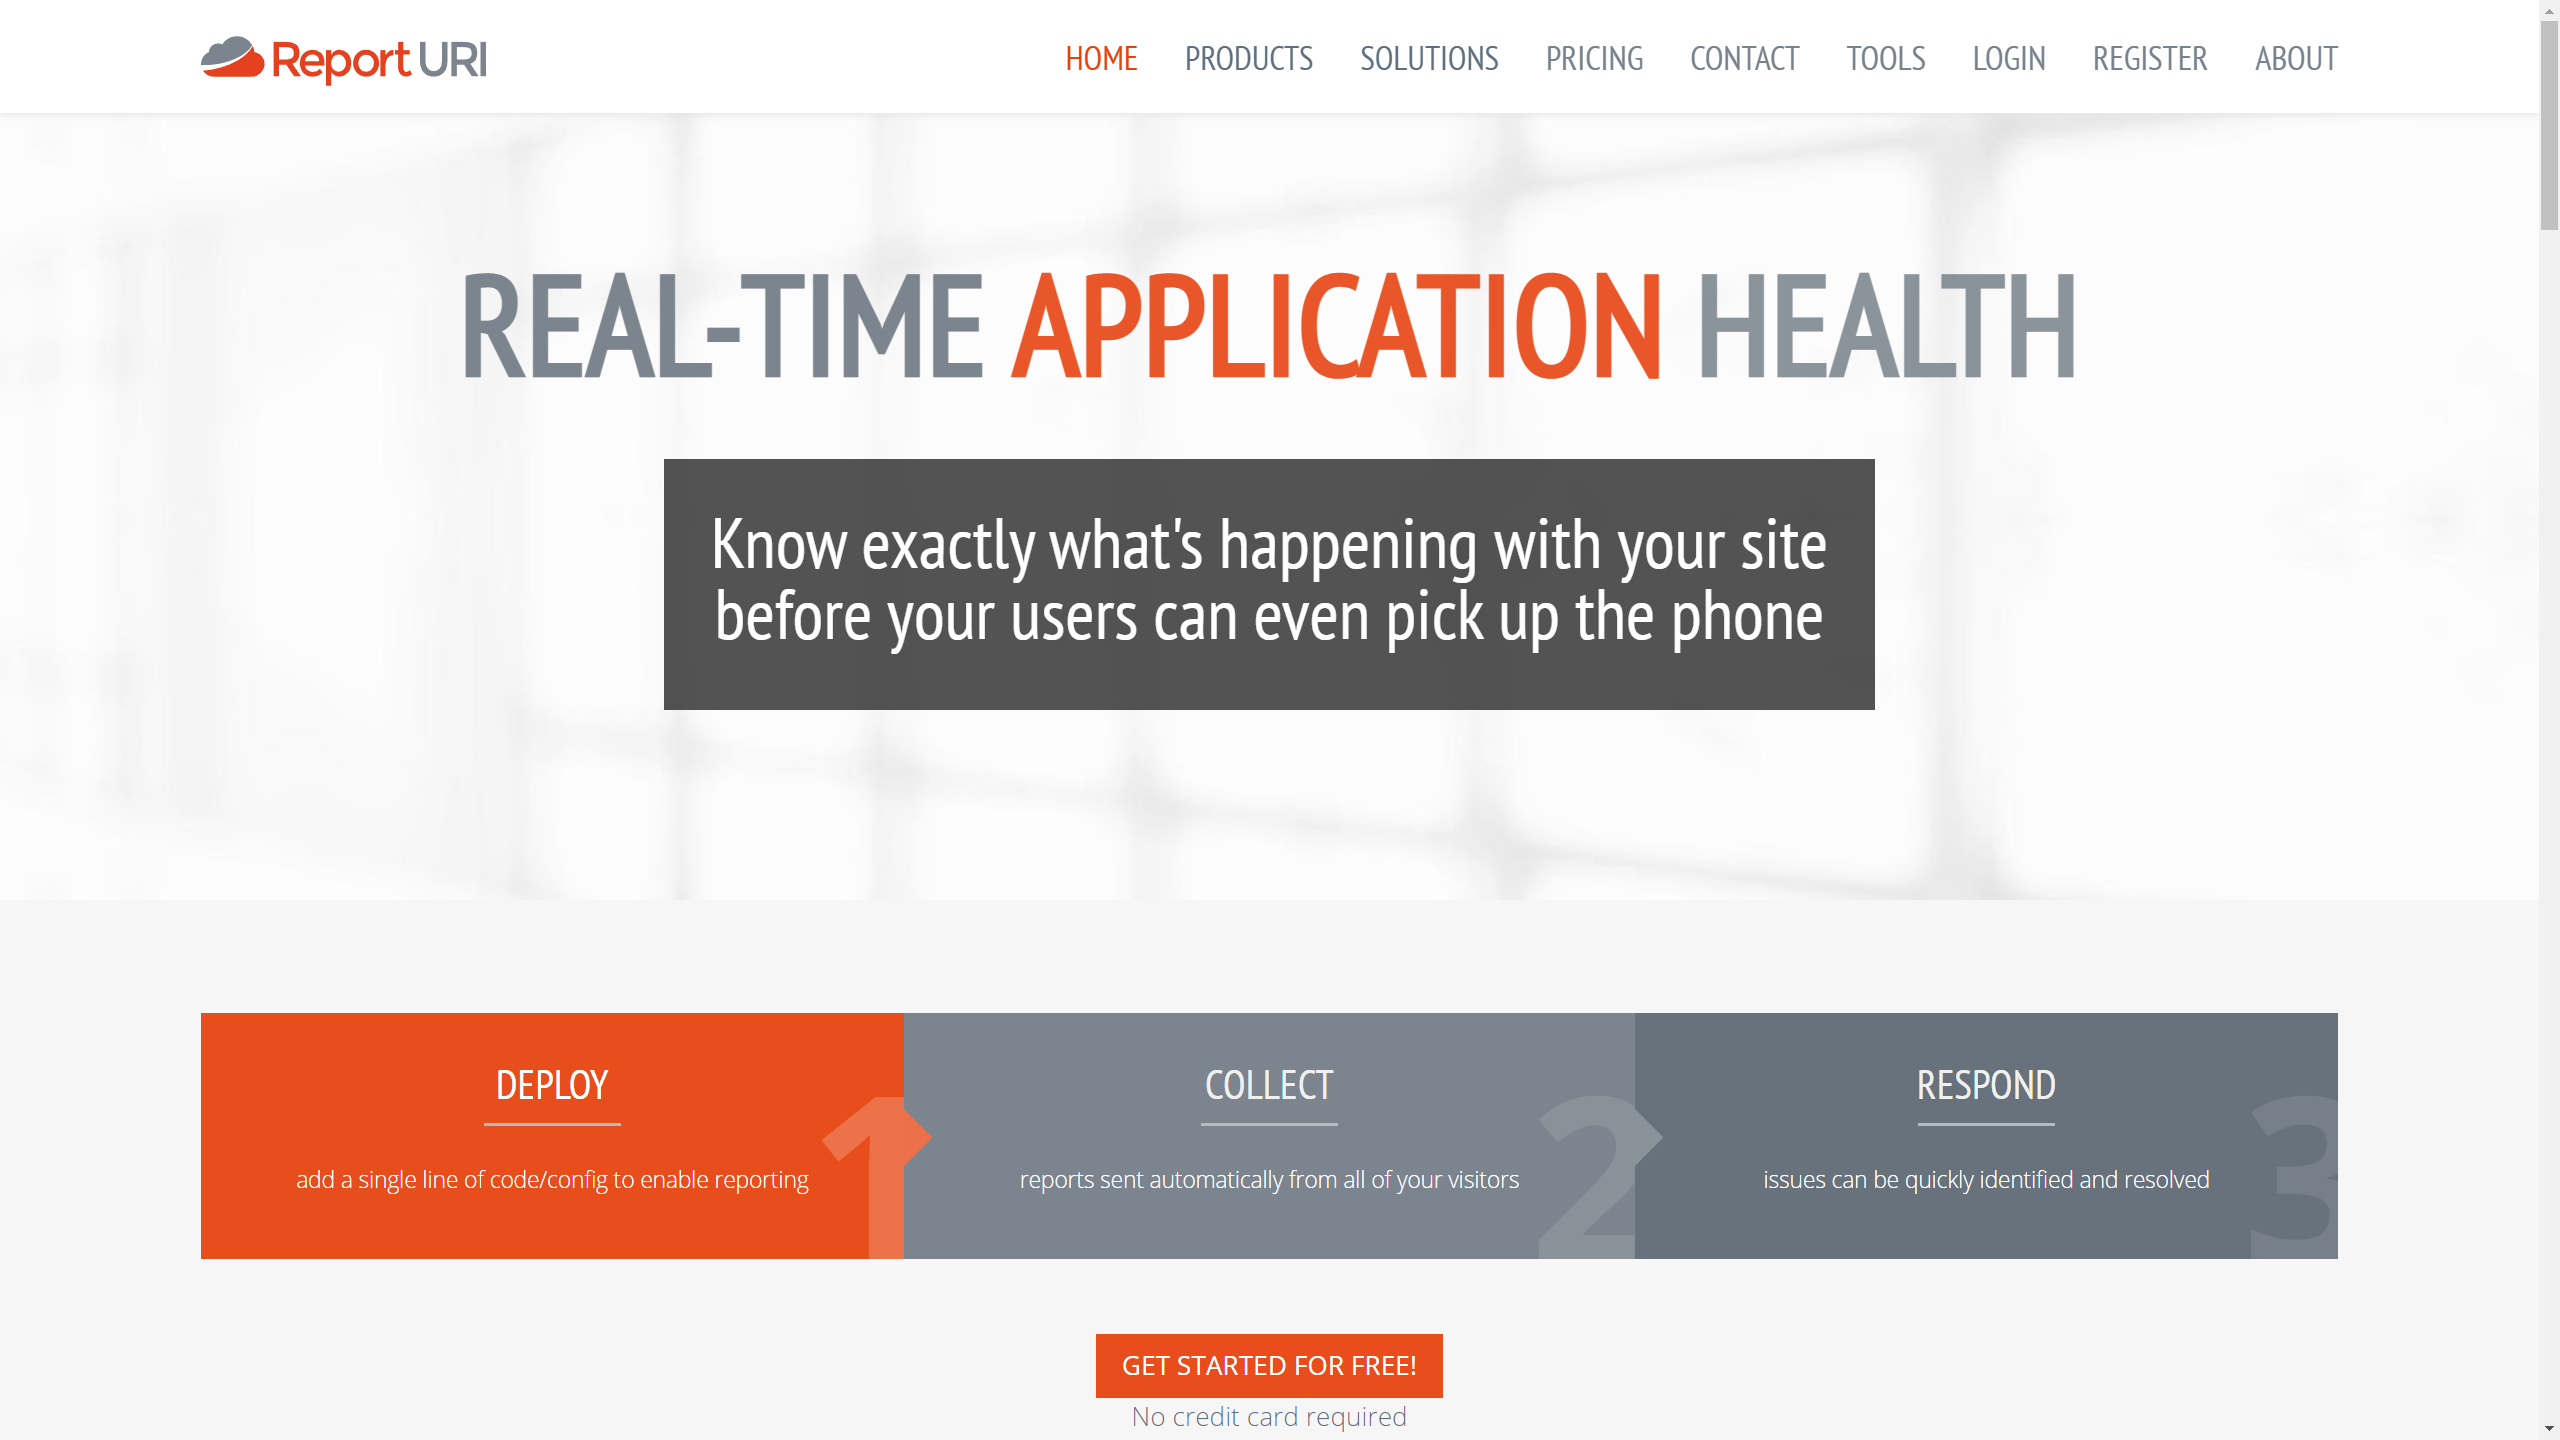 Report URI
HOME PRODUCTS SOLUTIONS PRICING CONTACT TOOLS LOGIN REGISTER ABOUT
REAL-TIME APPLICATION HEALTH
Know exactly what's happening with your site
before your users can even pick up the phone
DEPLOY
add a single line of code/config to enable reporting
1
COLLECT
reports sent automatically from all of your visitors
2
RESPOND
issues can be quickly identified and resolved
3
GET STARTED FOR FREE!
No credit card required